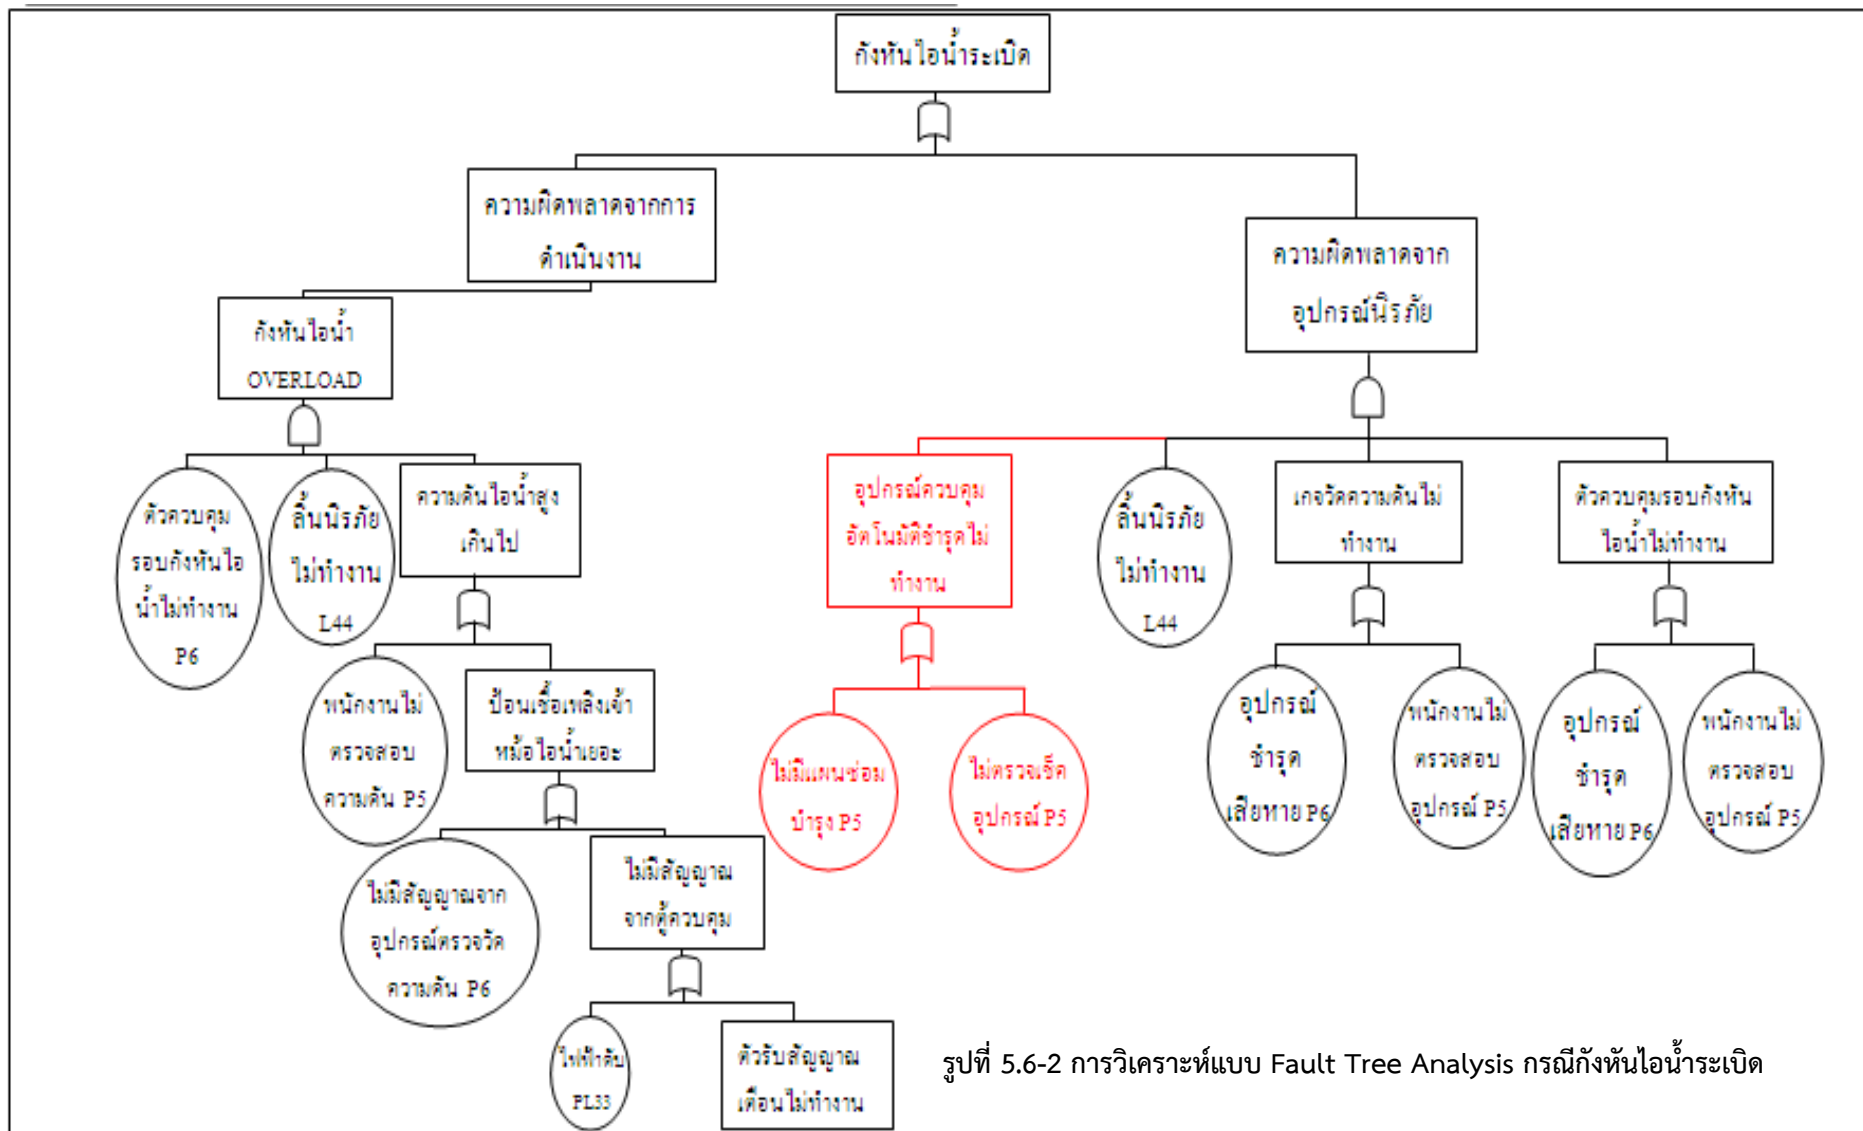 กังหันไอน้ำระเบิด
ความผิดพลาดจากการ
ดำเนินงาน
ความผิดพลาดจาก
อุปกรณ์นิรภัย
กังหันไอน้ำ
OVERLOAD
ตัวควบคุม
รอบกังหันไอ
น้ำไม่ทำงาน
P6
ลิ้นนิรภัย
ไม่ทำงาน
L44
ความดันไอน้ำสูง
เกินไป
อุปกรณ์ควบคุม
อัตโนมัติชำรุดไม่
ทำงาน
ลิ้นนิรภัย
ไม่ทำงาน
L44
เกจวัดความดันไม่
ทำงาน
ตัวควบคุมรอบกังหัน
ไอน้ำไม่ทำงาน
พนักงานไม่
ตรวจสอบ
ความดัน P5
ป้อนเชื้อเพลิงเข้า
หม้อไอน้ำเยอะ
ไม่มีแผนซ่อม
บำรุง P5
ไม่ตรวจเช็ค
อุปกรณ์ P5
อุปกรณ์
ชำรุด
เสียหาย P6
พนักงานไม่
ตรวจสอบ
อุปกรณ์ P5
อุปกรณ์
ชำรุด
เสียหาย P6
พนักงานไม่
ตรวจสอบ
อุปกรณ์ P5
ไม่มีสัญญาณจาก
อุปกรณ์ตรวจวัด
ความดัน P6
ไม่มีสัญญาณ
จากตู้ควบคุม
ไฟฟ้าดับ
PL33
ตัวรับสัญญาณ
เตือนไม่ทำงาน
รูปที่ 5.6-2 การวิเคราะห์แบบ Fault Tree Analysis กรณีกังหันไอน้ำระเบิด